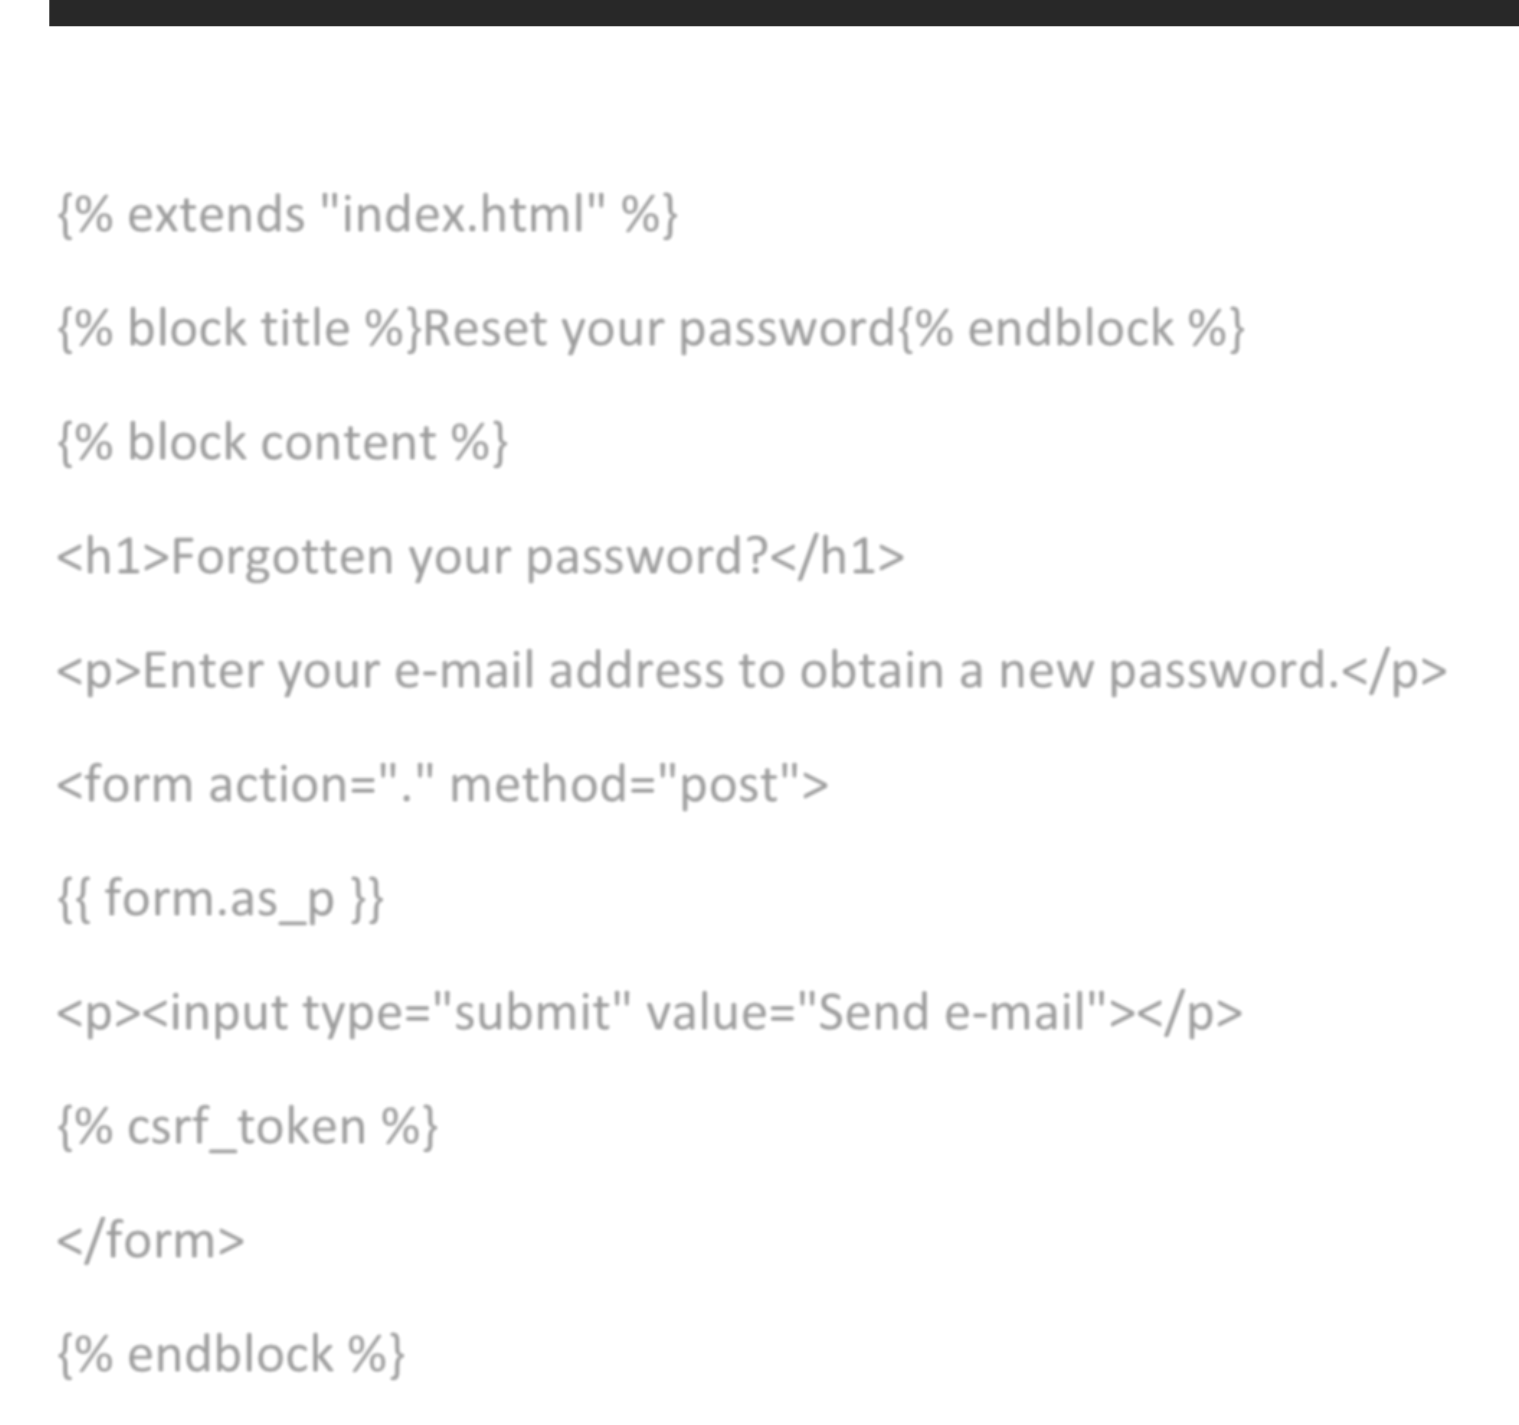 {% extends "index.html" %}
{% block title %}Reset your password{% endblock %}
{% block content %}
<h1>Forgotten your password?</h1>
<p>Enter your e-mail address to obtain a new password.</p>
<form action="." method="post">
{{ form.as_p }}
<p><input type="submit" value="Send e-mail"></p>
{% csrf_token %}
</form>
{% endblock %}